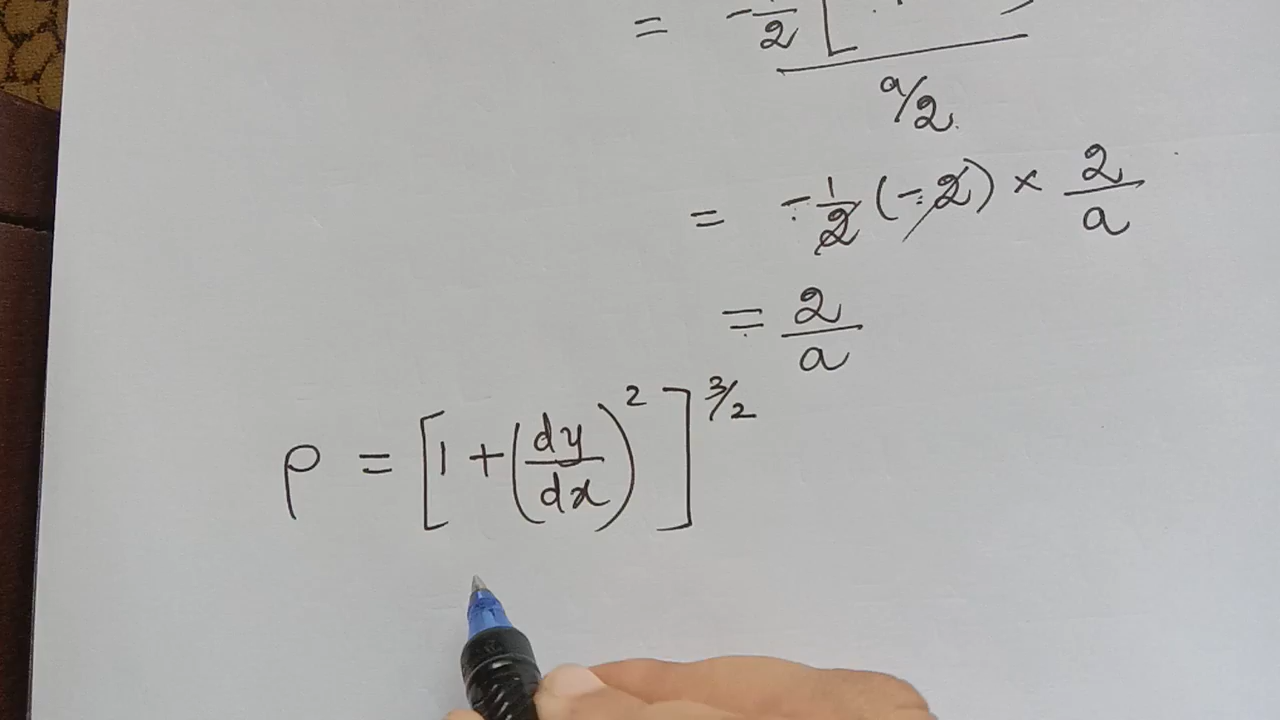 = -1/2 [
a/2
= -1/2 (-2) × 2/a
= 2/a
ρ = [1 + (dy/dx)²]^3/2